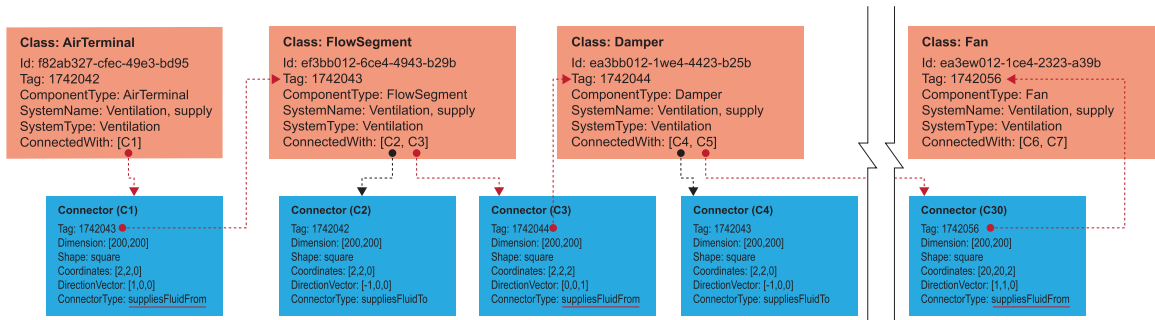 Class: AirTerminal
Id: f82ab327-cfec-49e3-bd95
Tag: 1742042
ComponentType: AirTerminal
SystemName: Ventilation, supply
SystemType: Ventilation
ConnectedWith: [C1]
Class: FlowSegment
Id: ef3bb012-6ce4-4943-b29b
Tag: 1742043
ComponentType: FlowSegment
SystemName: Ventilation, supply
SystemType: Ventilation
ConnectedWith: [C2, C3]
Class: Damper
Id: ea3bb012-1we4-4423-b25b
Tag: 1742044
ComponentType: Damper
SystemName: Ventilation, supply
SystemType: Ventilation
ConnectedWith: [C4, C5]
Class: Fan
Id: ea3ew012-1ce4-2323-a39b
Tag: 1742056
ComponentType: Fan
SystemName: Ventilation, supply
SystemType: Ventilation
ConnectedWith: [C6, C7]
Connector (C1)
Tag: 1742043
Dimension: [200,200]
Shape: square
Coordinates: [2,2,0]
DirectionVector: [1,0,0]
ConnectorType: suppliesFluidFrom
Connector (C2)
Tag: 1742042
Dimension: [200,200]
Shape: square
Coordinates: [2,2,0]
DirectionVector: [-1,0,0]
ConnectorType: suppliesFluidTo
Connector (C3)
Tag: 1742044
Dimension: [200,200]
Shape: square
Coordinates: [2,2,2]
DirectionVector: [0,0,1]
ConnectorType: suppliesFluidFrom
Connector (C4)
Tag: 1742043
Dimension: [200,200]
Shape: square
Coordinates: [2,2,0]
DirectionVector: [-1,0,0]
ConnectorType: suppliesFluidTo
Connector (C30)
Tag: 1742056
Dimension: [200,200]
Shape: square
Coordinates: [20,20,2]
DirectionVector: [1,1,0]
ConnectorType: suppliesFluidFrom